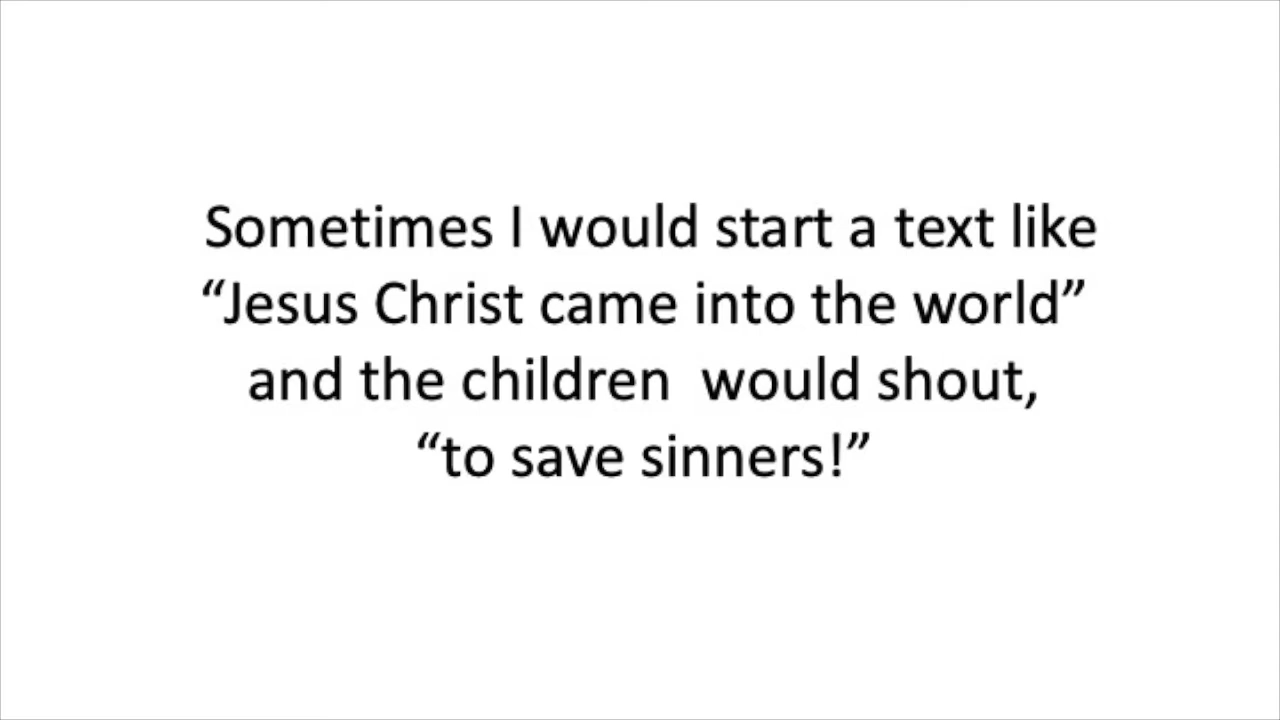 Sometimes I would start a text like
“Jesus Christ came into the world”
and the children  would shout,
“to save sinners!”